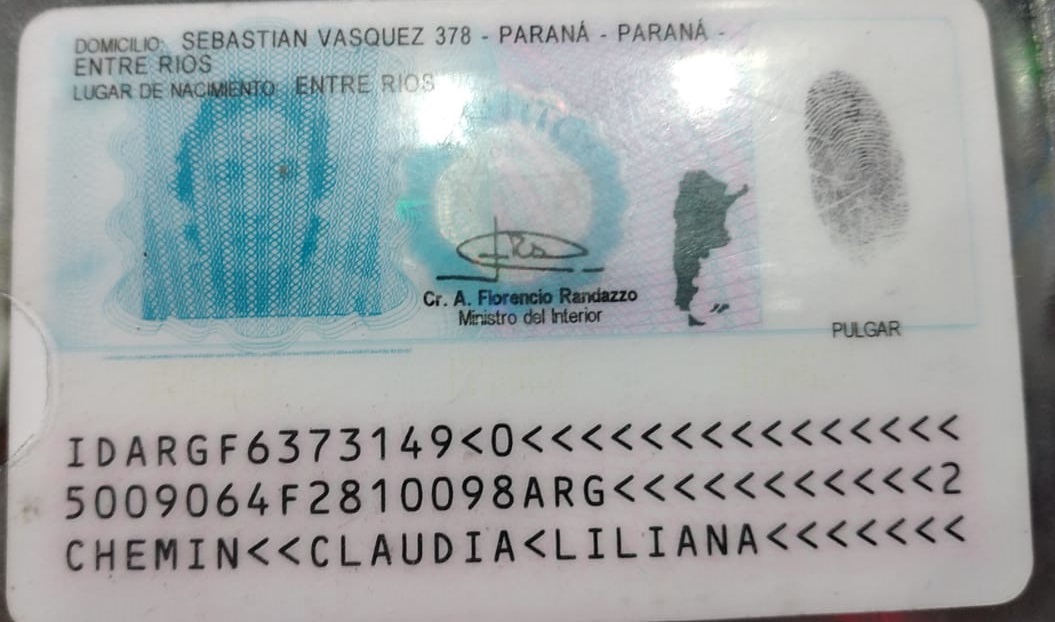 DOMICILIO: SEBASTIAN VASQUEZ 378 - PARANÁ - PARANÁ -
ENTRE RIOS
LUGAR DE NACIMIENTO: ENTRE RIOS
Cr. A. Florencio Randazzo
Ministro del Interior
PULGAR
IDARGF6373149<0<<<<<<<<<<<<<<<
5009064F2810098ARG<<<<<<<<<<<2
CHEMIN<<CLAUDIA<LILIANA<<<<<<<